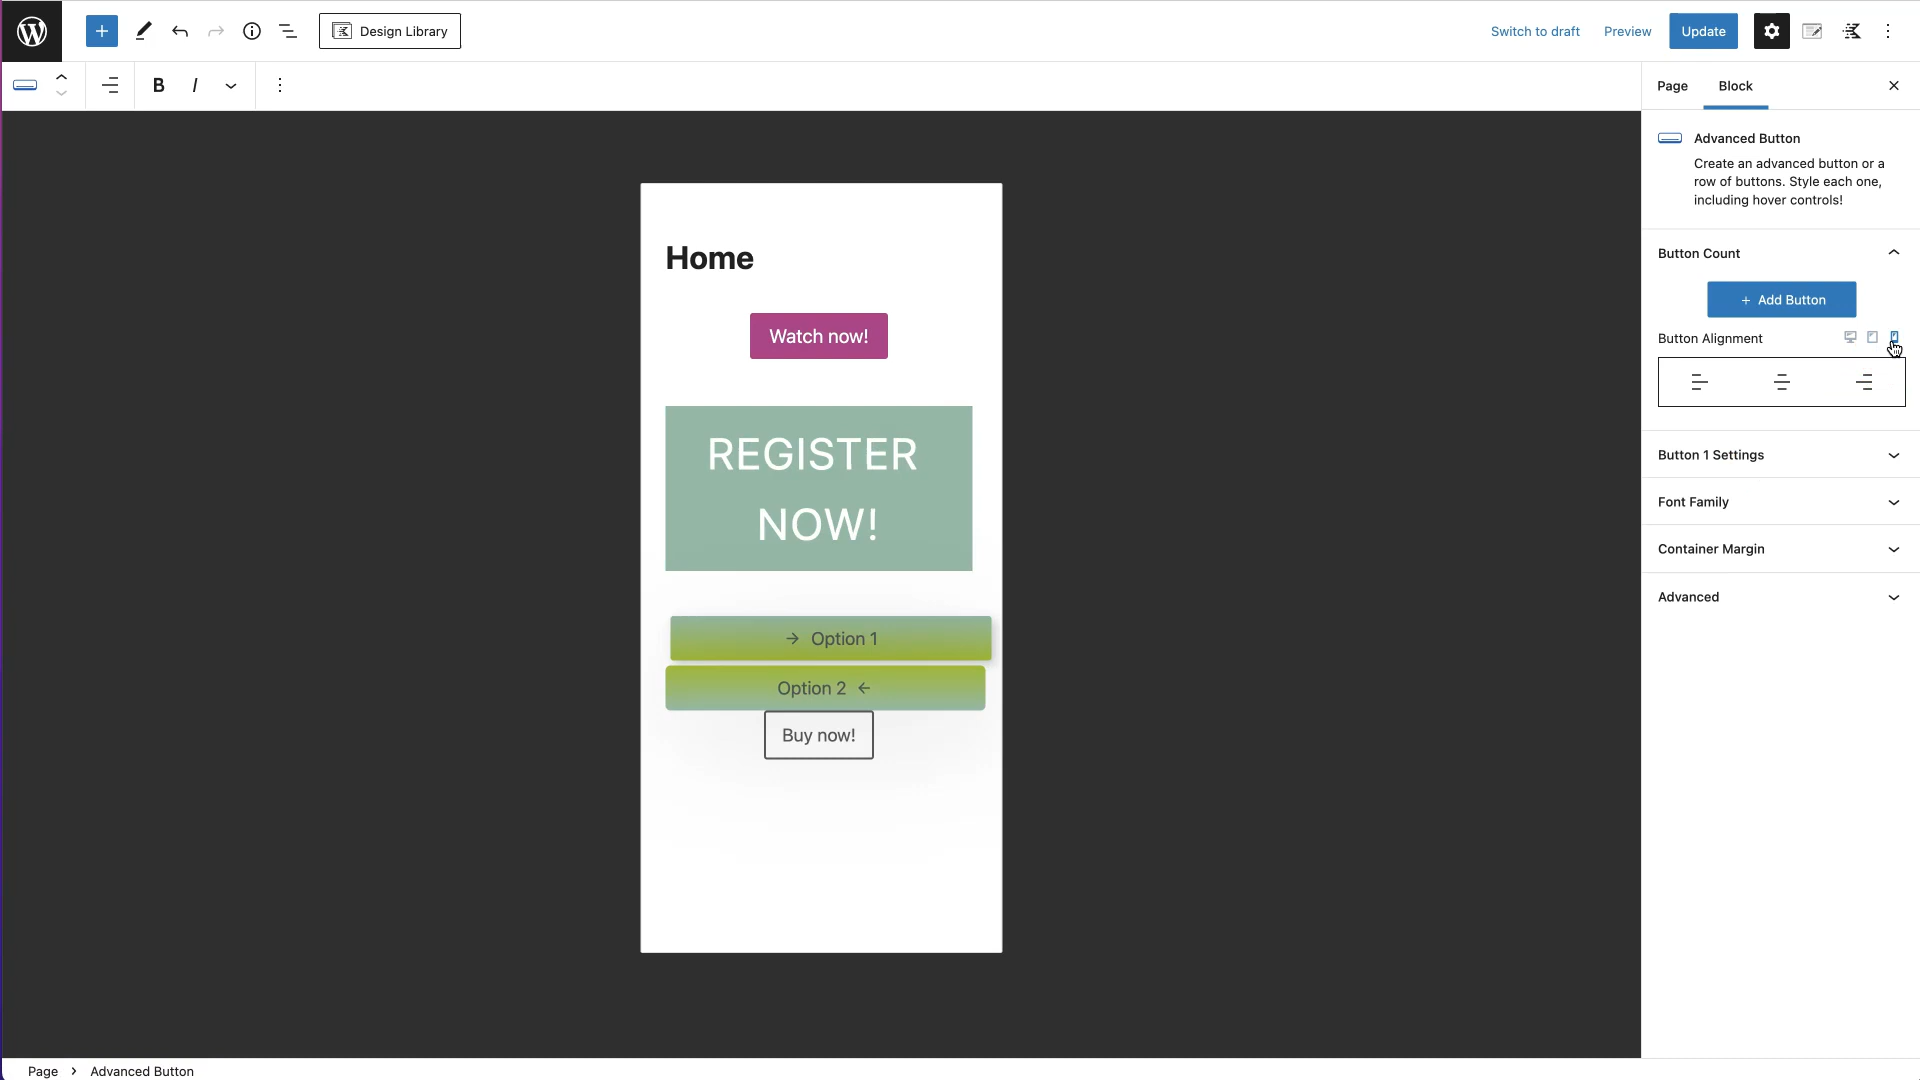 Design Library
Switch to draft
Preview
Update
B
I
Page
Block
Advanced Button
Create an advanced button or a
row of buttons. Style each one,
including hover controls!
Button Count
+ Add Button
Button Alignment
Button 1 Settings
Font Family
Container Margin
Advanced
Home
Watch now!
REGISTER
NOW!
→ Option 1
Option 2 ←
Buy now!
Page > Advanced Button